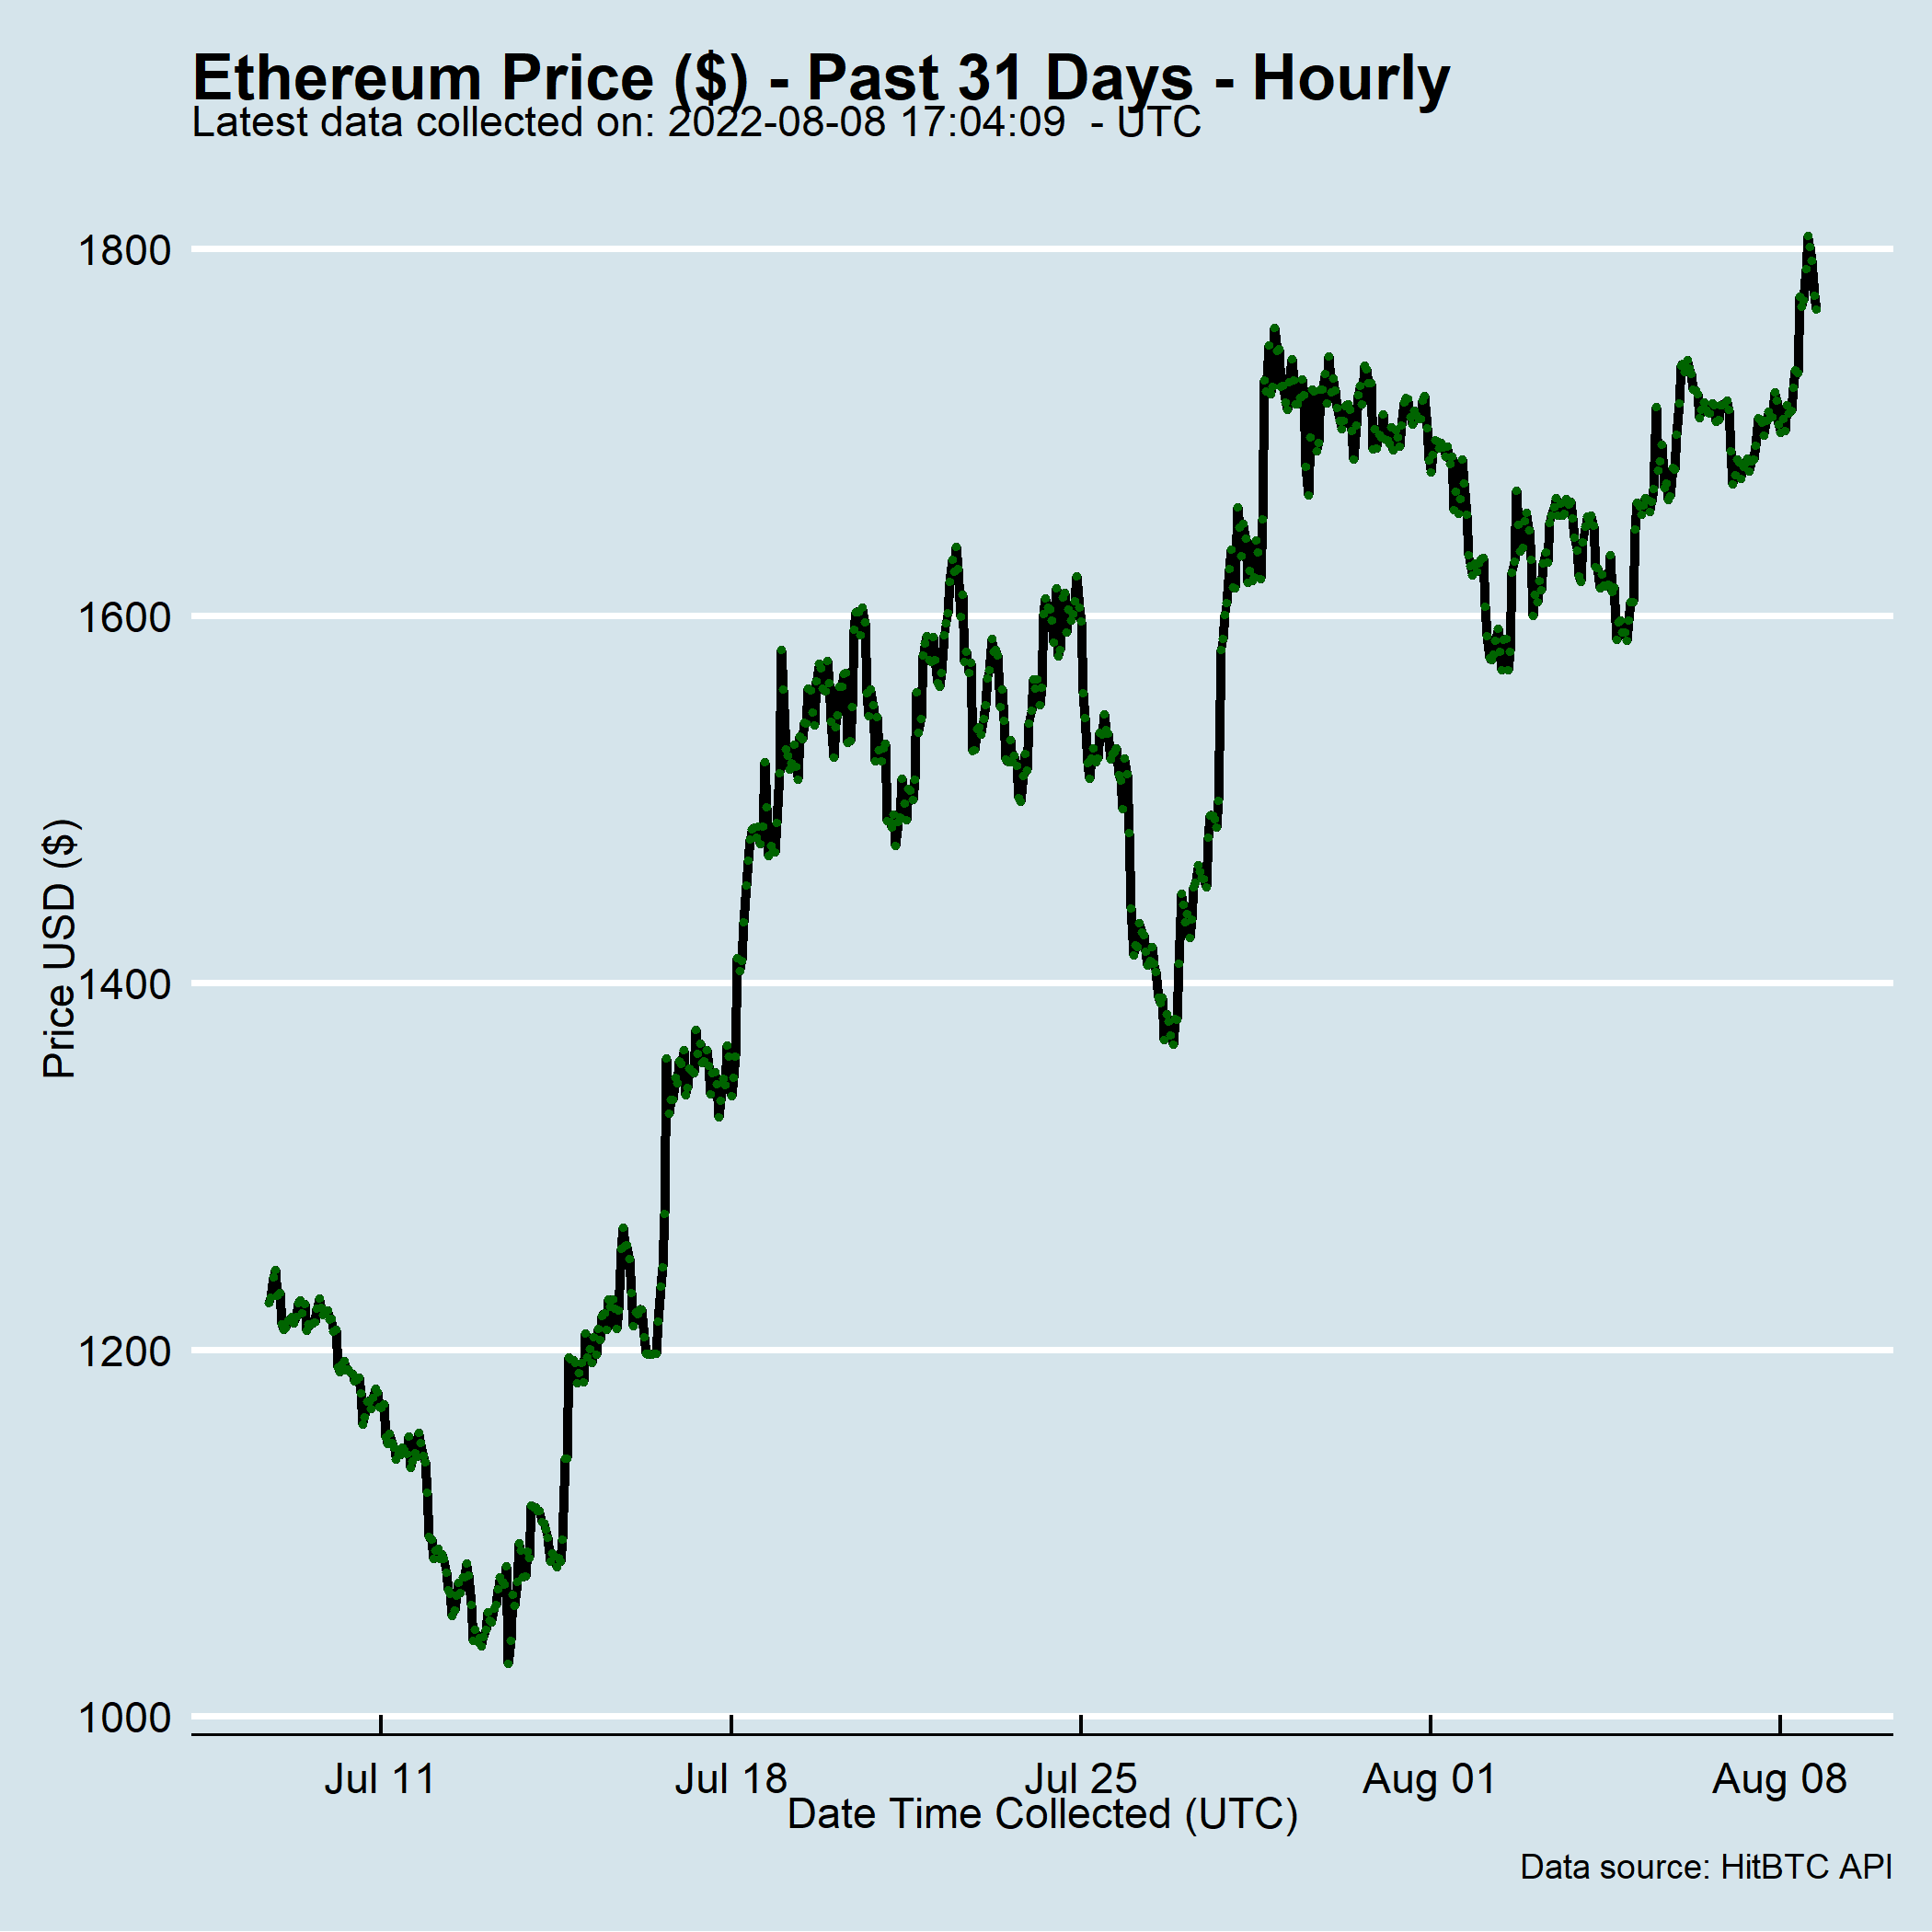 Ethereum Price ($) - Past 31 Days - Hourly
Latest data collected on: 2022-08-08 17:04:09  - UTC
1800
1600
1400
1200
1000
Price USD ($)
Jul 11
Jul 18
Jul 25
Aug 01
Aug 08
Date Time Collected (UTC)
Data source: HitBTC API